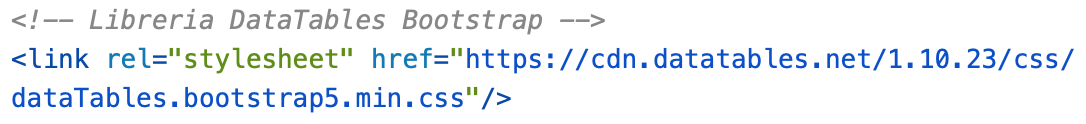 <!-- Libreria DataTables Bootstrap -->
<link rel="stylesheet" href="https://cdn.datatables.net/1.10.23/css/
dataTables.bootstrap5.min.css"/>